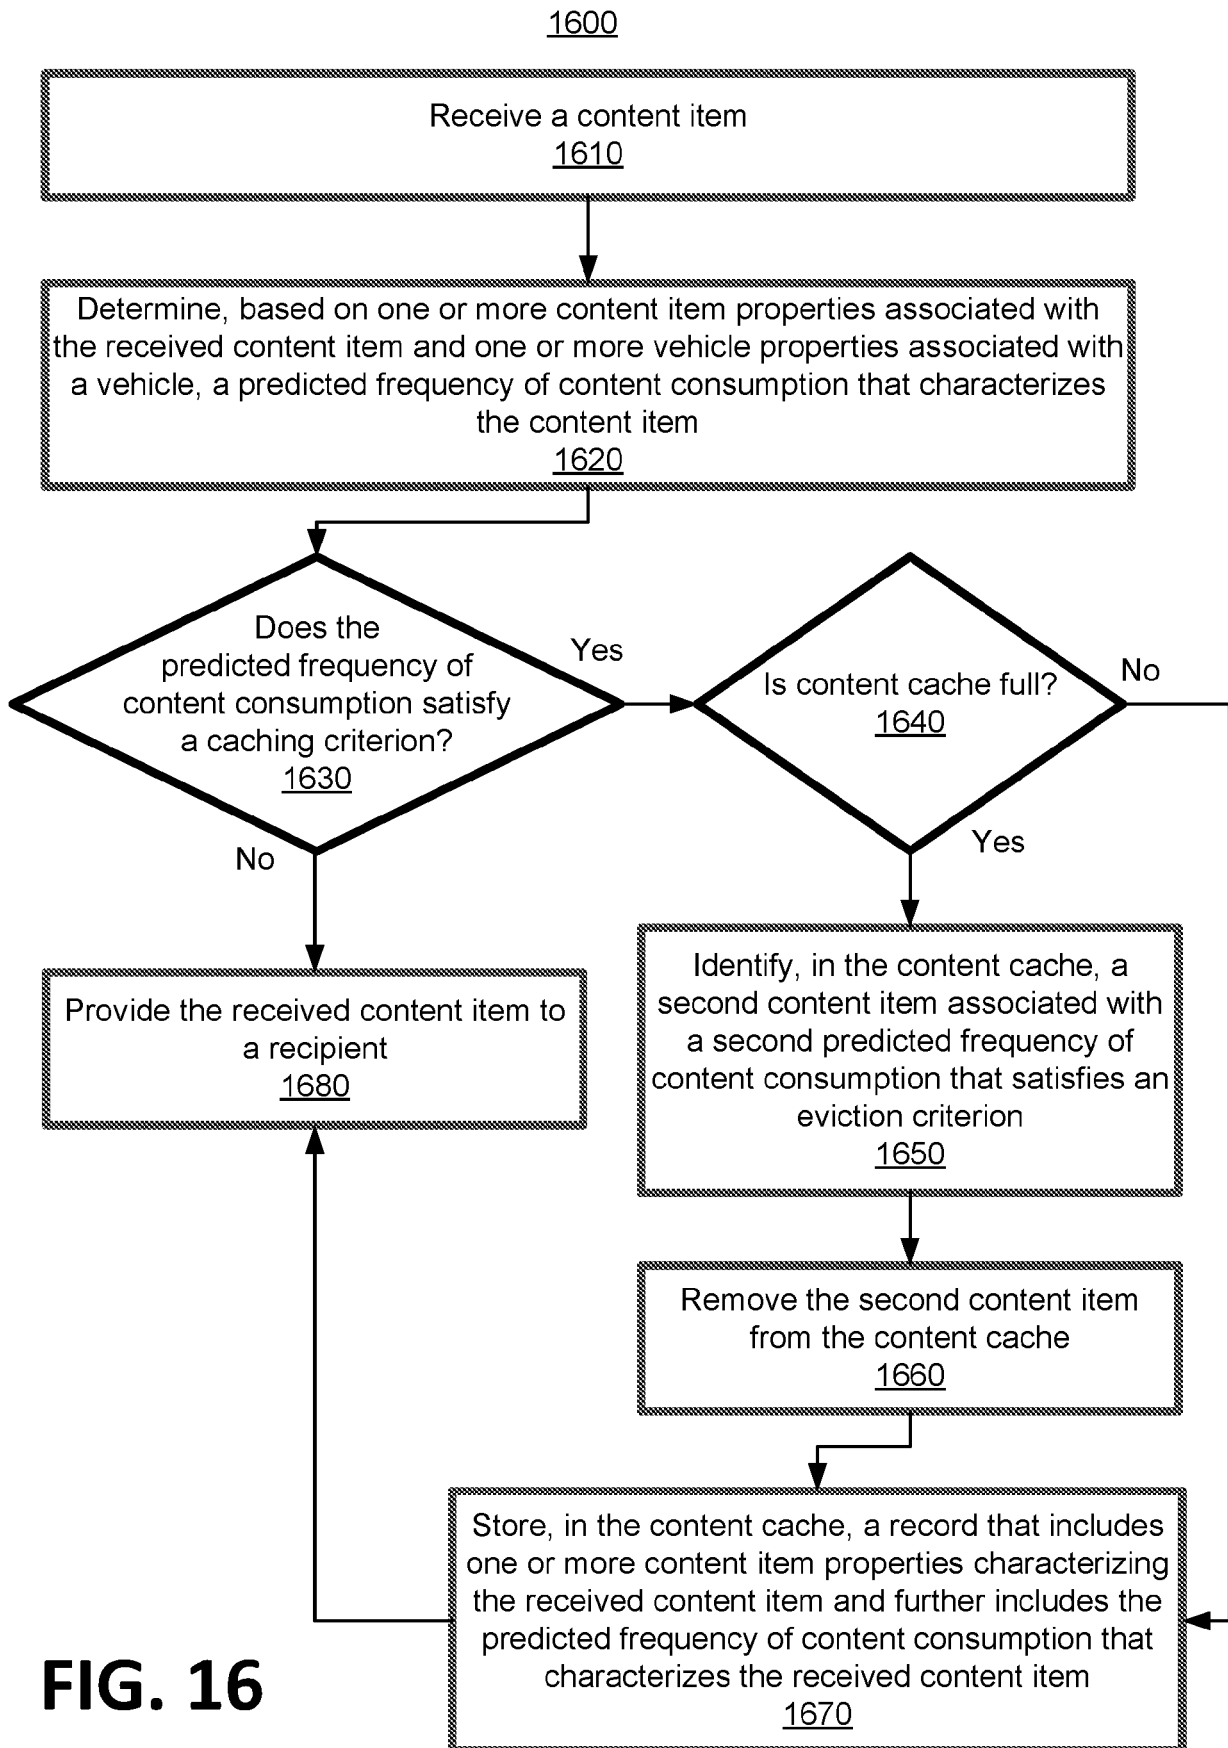 1600
Receive a content item
1610
Determine, based on one or more content item properties associated with
the received content item and one or more vehicle properties associated with
a vehicle, a predicted frequency of content consumption that characterizes
the content item
1620
Does the
predicted frequency of
content consumption satisfy
a caching criterion?
1630
Yes
No
Is content cache full?
1640
No
Yes
Identify, in the content cache, a
second content item associated with
a second predicted frequency of
content consumption that satisfies an
eviction criterion
1650
Provide the received content item to
a recipient
1680
Remove the second content item
from the content cache
1660
Store, in the content cache, a record that includes
one or more content item properties characterizing
the received content item and further includes the
predicted frequency of content consumption that
characterizes the received content item
1670
FIG. 16